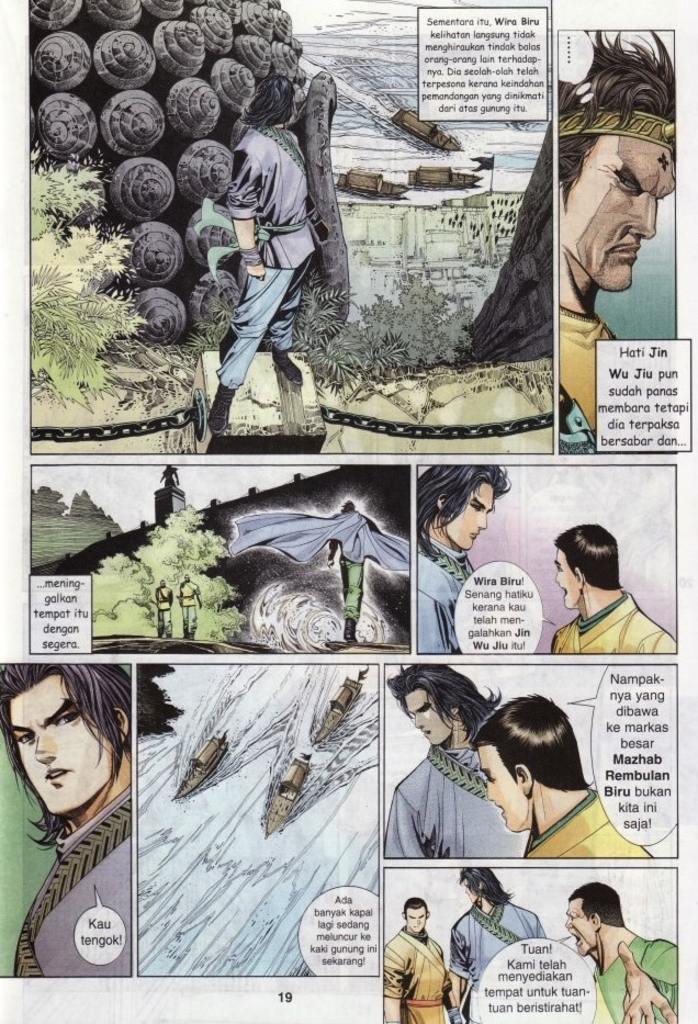 Sementara itu, Wira Biru
kelihatan langsung tidak
menghiraukan tindak balas
orang-orang lain terhadap-
nya. Dia seolah-olah telah
terpesona kerana keindahan
pemandangan yang dinikmati
dari atas gunung itu.
........
Hati Jin
Wu Jiu pun
sudah panas
membara tetapi
dia terpaksa
bersabar dan...
...mening-
galkan
tempat itu
dengan
segera.
Wira Biru!
Senang hatiku
kerana kau
telah men-
galahkan Jin
Wu Jiu itu!
Kau
tengok!
Ada
banyak kapal
lagi sedang
meluncur ke
kaki gunung ini
sekarang!
Nampak-
nya yang
dibawa
ke markas
besar
Mazhab
Rembulan
Biru bukan
kita ini
saja!
Tuan!
Kami telah
menyediakan
tempat untuk tuan-
tuan beristirahat!
19